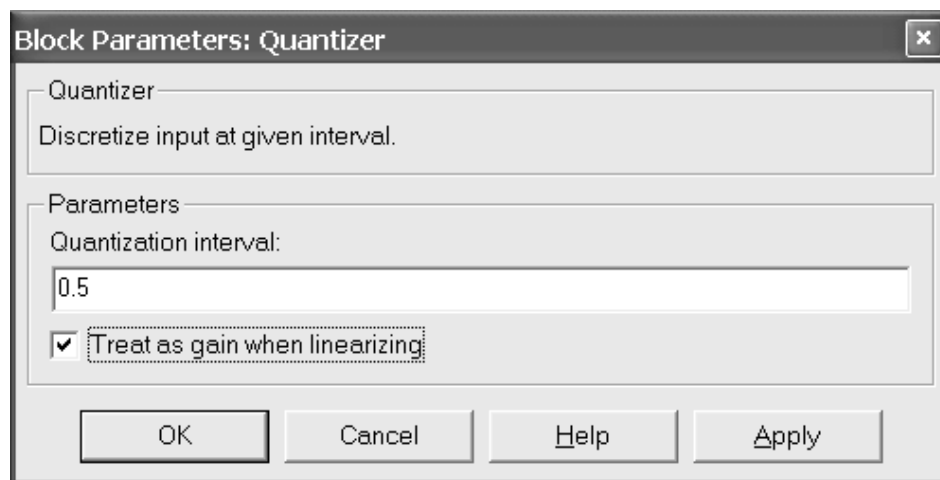 Block Parameters: Quantizer
Quantizer
Discretize input at given interval.
Parameters
Quantization interval:
0.5
Treat as gain when linearizing
OK Cancel Help Apply